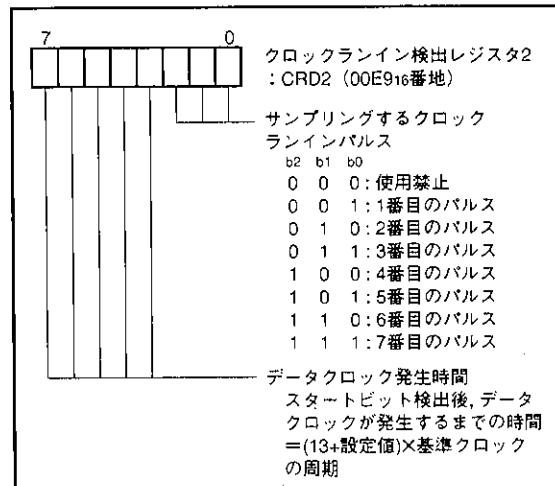 7 0
クロックランイン検出レジスタ2
：CRD2（00E916番地）
サンプリングするクロック
ランインパルス
b2 b1 b0
0 0 0：使用禁止
0 0 1：1番目のパルス
0 1 0：2番目のパルス
0 1 1：3番目のパルス
1 0 0：4番目のパルス
1 0 1：5番目のパルス
1 1 0：6番目のパルス
1 1 1：7番目のパルス
データクロック発生時間
スタートビット検出後，データ
クロックが発生するまでの時間
＝(13+設定値)×基準クロック
の周期